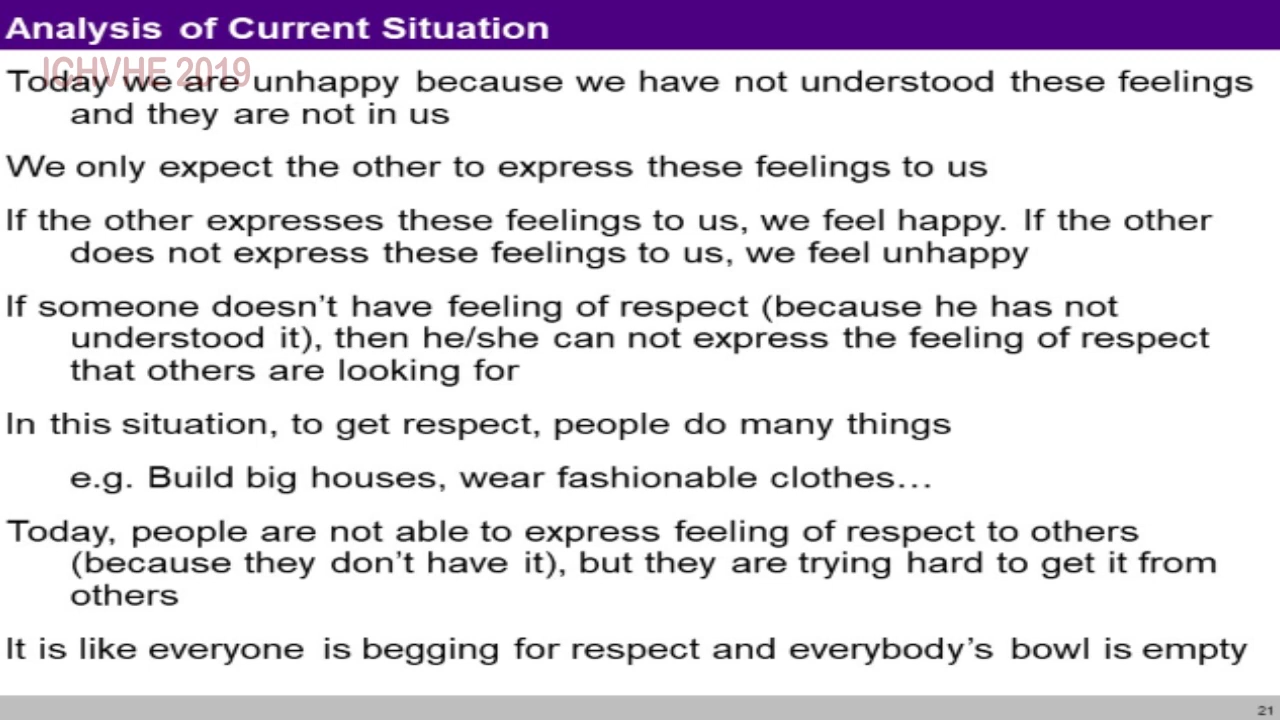 Analysis of Current Situation
ICHVHE 2019
Today we are unhappy because we have not understood these feelings
and they are not in us
We only expect the other to express these feelings to us
If the other expresses these feelings to us, we feel happy. If the other
does not express these feelings to us, we feel unhappy
If someone doesn’t have feeling of respect (because he has not
understood it), then he/she can not express the feeling of respect
that others are looking for
In this situation, to get respect, people do many things
e.g. Build big houses, wear fashionable clothes…
Today, people are not able to express feeling of respect to others
(because they don’t have it), but they are trying hard to get it from
others
It is like everyone is begging for respect and everybody’s bowl is empty
21